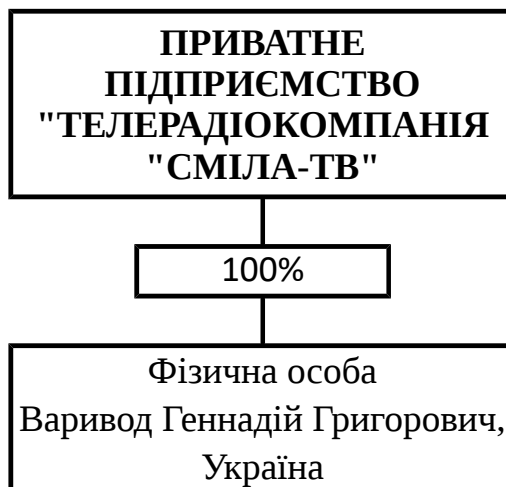 ПРИВАТНЕ
ПІДПРИЄМСТВО
"ТЕЛЕРАДІОКОМПАНІЯ
"СМІЛА-ТВ"
100%
Фізична особа
Варивод Геннадій Григорович,
Україна